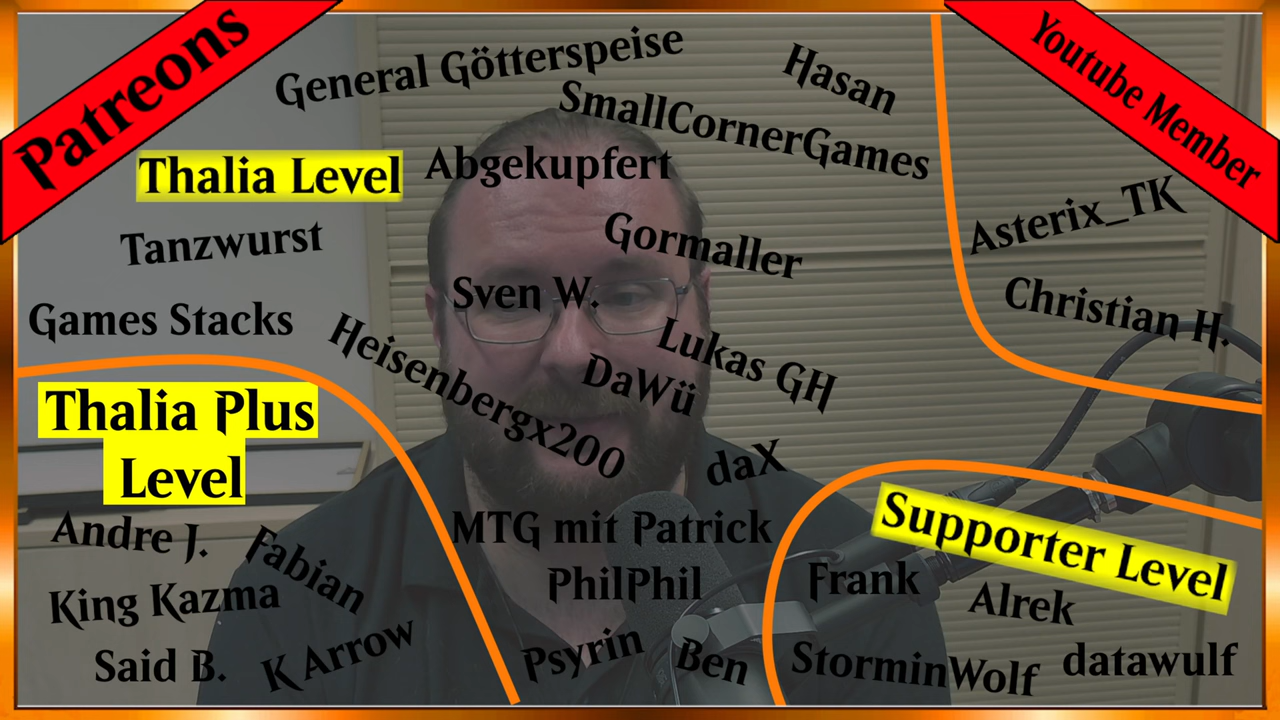 Patreons
Youtube Member
General Götterspeise
Hasan
SmallCornerGames
Thalia Level
Abgekupfert
Tanzwurst
Gormaller
Asterix_TK
Games Stacks
Sven W.
Christian H.
Heisenbergx200
Lukas GH
DaWü
daX
Thalia Plus
Level
Andre J.
Fabian
King Kazma
Said B.
K Arrow
MTG mit Patrick
PhilPhil
Psyrin
Ben
Supporter Level
Frank
Alrek
StorminWolf
datawulf